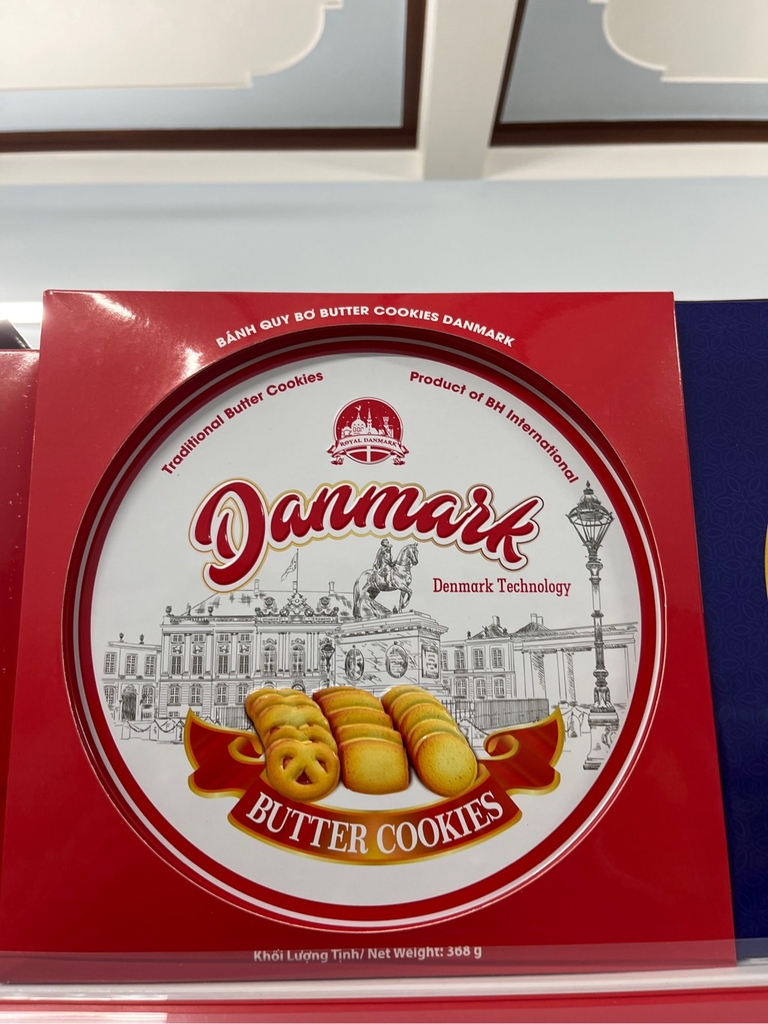 BÁNH QUY BƠ BUTTER COOKIES DANMARK
Traditional Butter Cookies
Product of BH International
ROYAL DANMARK
Danmark
Denmark Technology
BUTTER COOKIES
Khối Lượng Tịnh/ Net Weight: 368 g